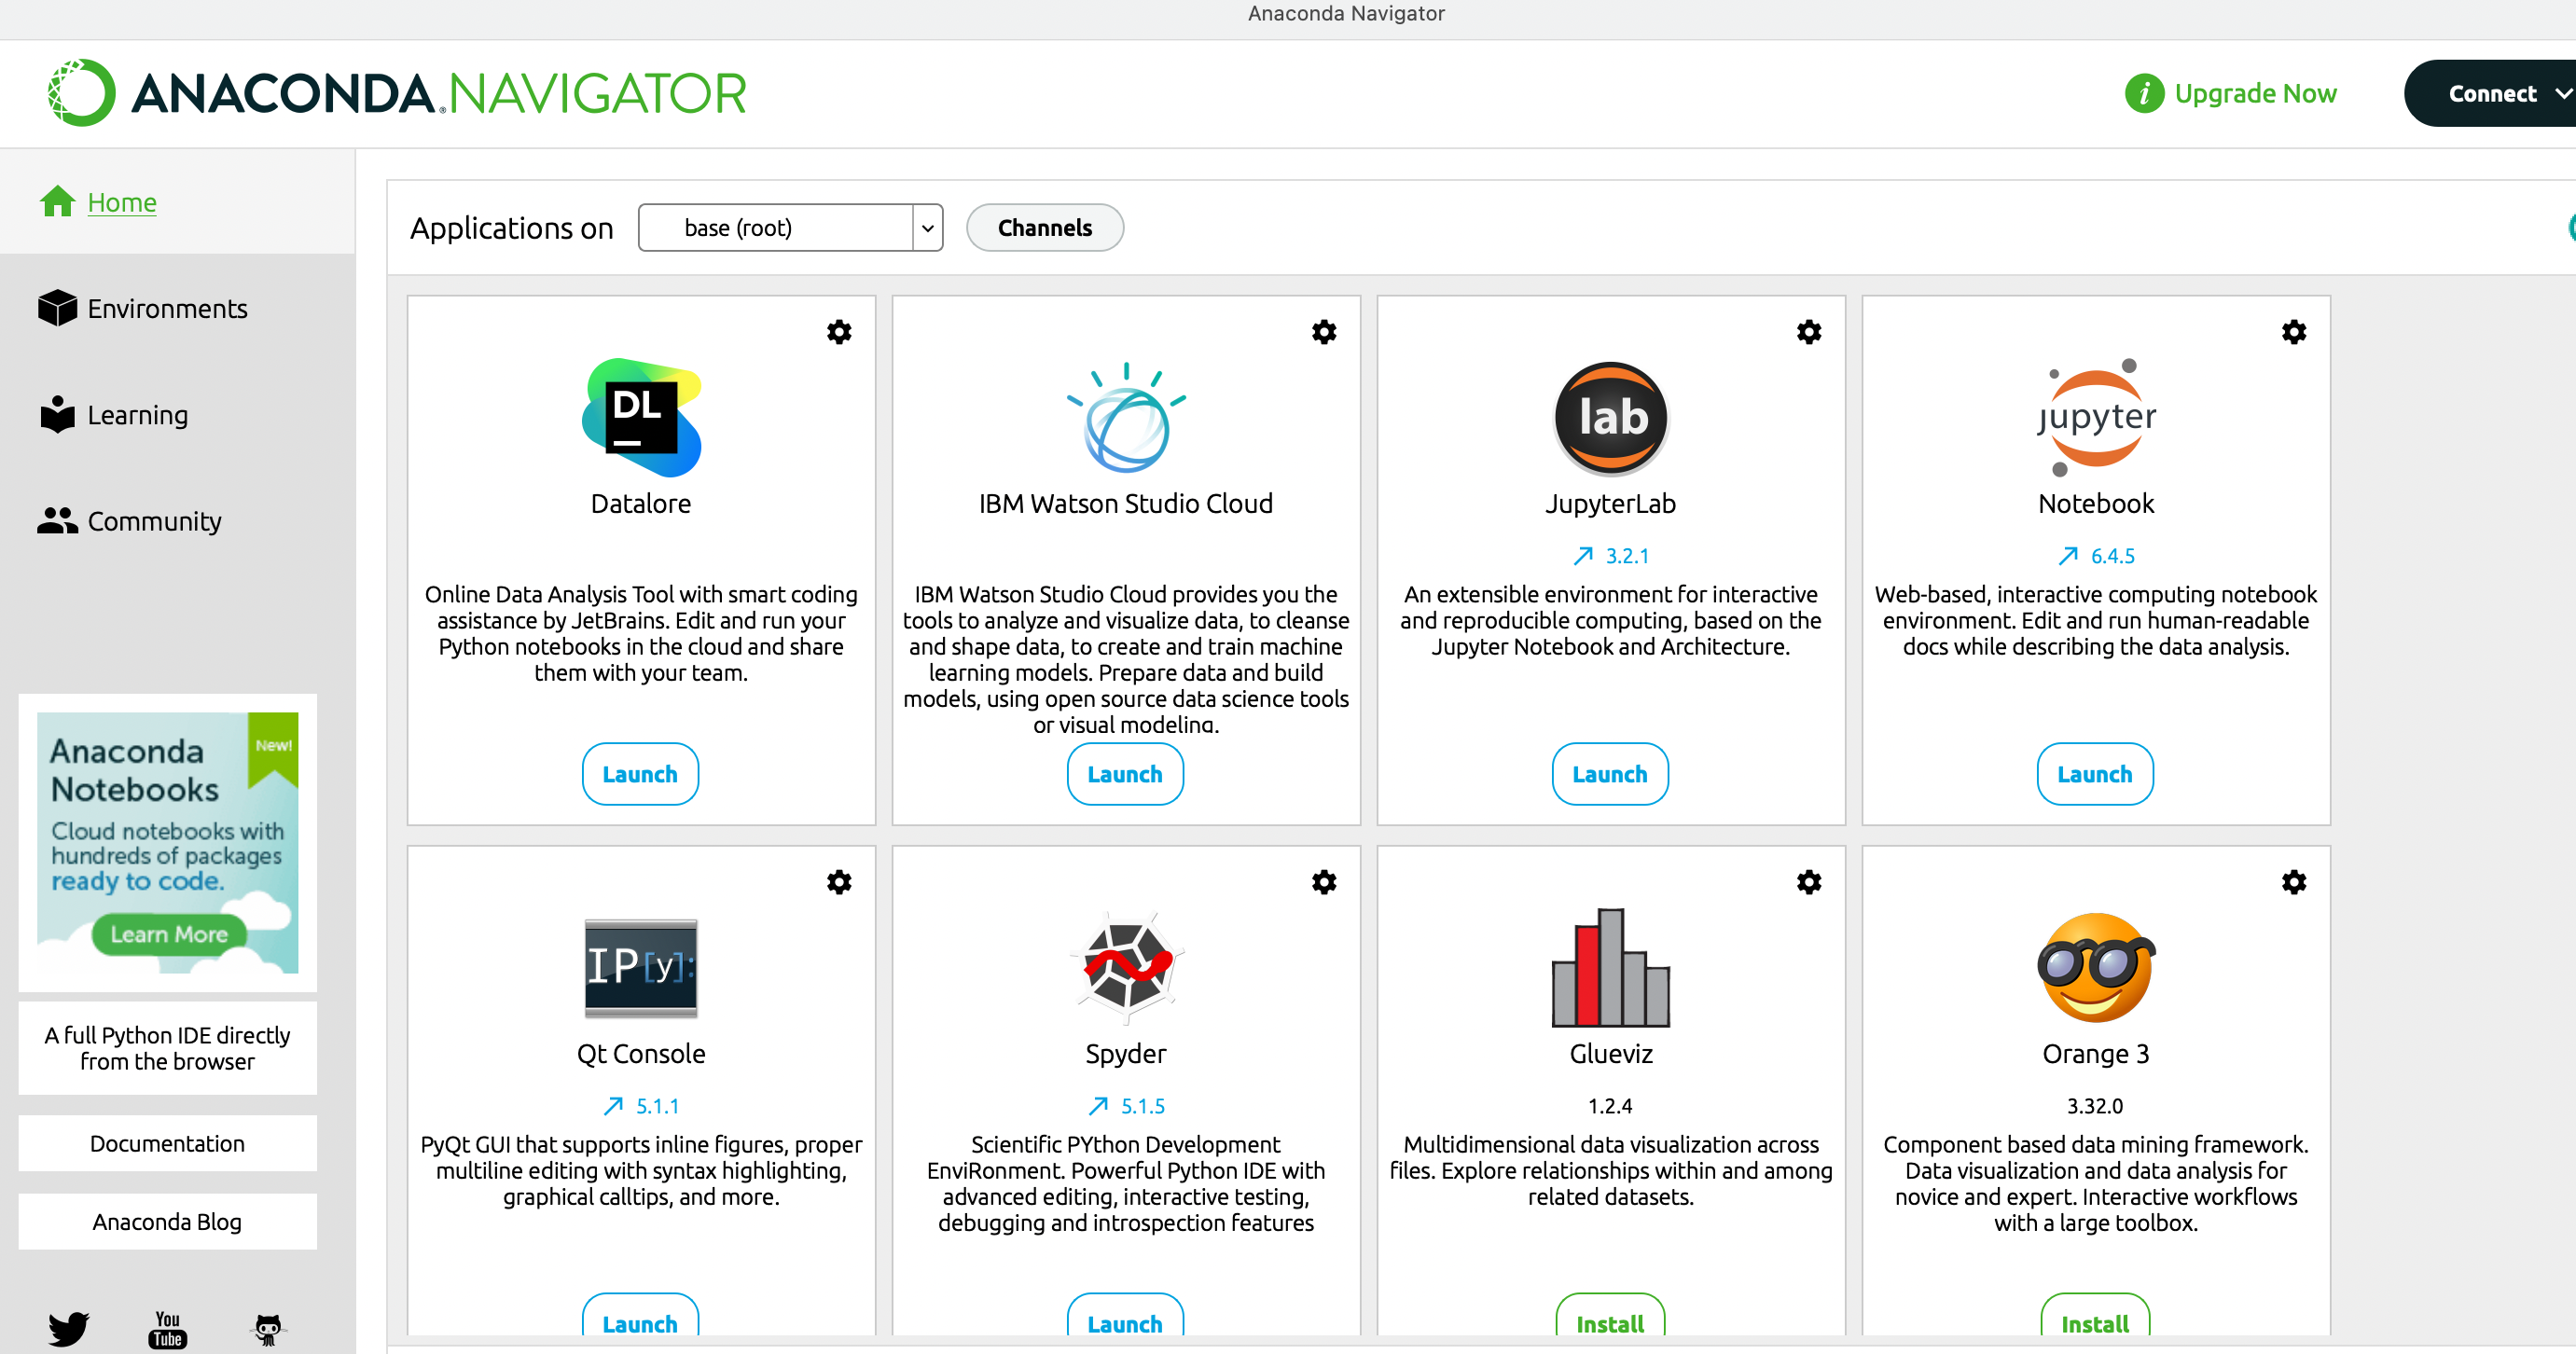 Anaconda Navigator
ANACONDA.NAVIGATOR
Upgrade Now
Connect
Home
Environments
Learning
Community
Anaconda
Notebooks
New!
Cloud notebooks with
hundreds of packages
ready to code.
Learn More
A full Python IDE directly
from the browser
Documentation
Anaconda Blog
You
Tube
Applications on
base (root)
Channels
DL
Datalore
Online Data Analysis Tool with smart coding
assistance by JetBrains. Edit and run your
Python notebooks in the cloud and share
them with your team.
Launch
IBM Watson Studio Cloud
IBM Watson Studio Cloud provides you the
tools to analyze and visualize data, to cleanse
and shape data, to create and train machine
learning models. Prepare data and build
models, using open source data science tools
or visual modeling.
Launch
lab
JupyterLab
3.2.1
An extensible environment for interactive
and reproducible computing, based on the
Jupyter Notebook and Architecture.
Launch
jupyter
Notebook
6.4.5
Web-based, interactive computing notebook
environment. Edit and run human-readable
docs while describing the data analysis.
Launch
IP[y]:
Qt Console
5.1.1
PyQt GUI that supports inline figures, proper
multiline editing with syntax highlighting,
graphical calltips, and more.
Launch
Spyder
5.1.5
Scientific PYthon Development
EnviRonment. Powerful Python IDE with
advanced editing, interactive testing,
debugging and introspection features
Launch
Glueviz
1.2.4
Multidimensional data visualization across
files. Explore relationships within and among
related datasets.
Install
Orange 3
3.32.0
Component based data mining framework.
Data visualization and data analysis for
novice and expert. Interactive workflows
with a large toolbox.
Install